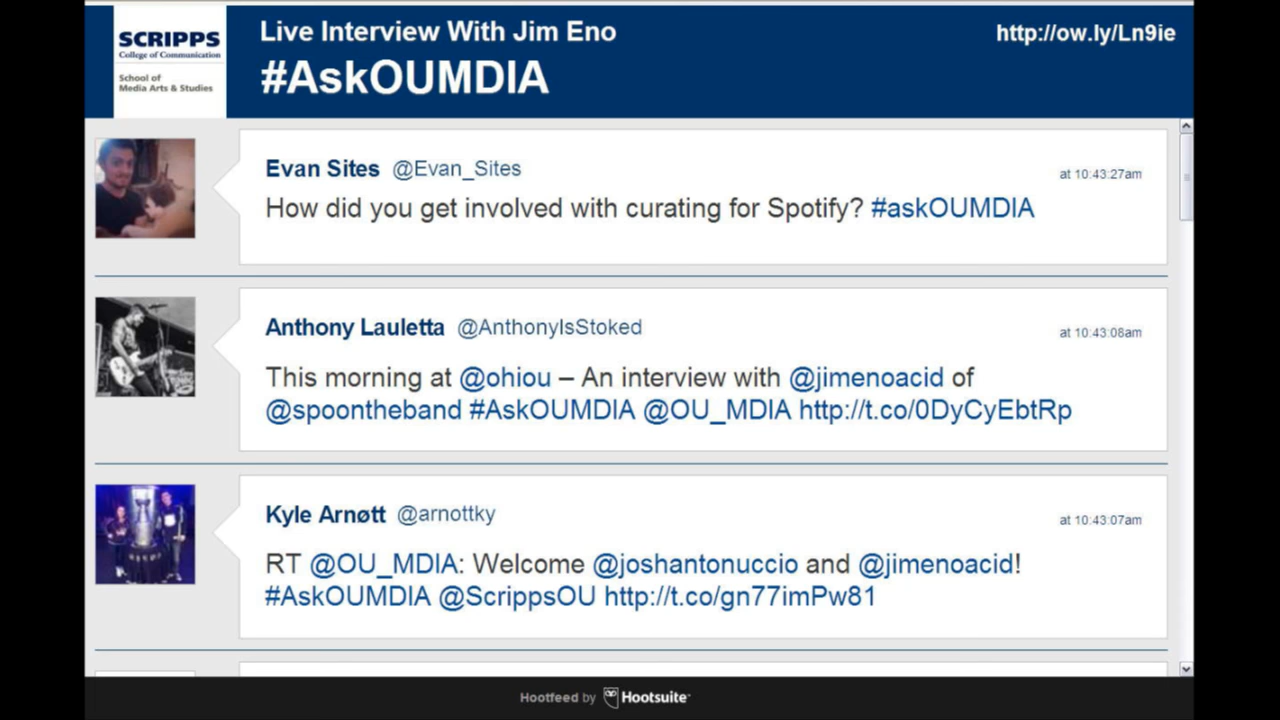 SCRIPPS
College of Communication
School of
Media Arts & Studies
Live Interview With Jim Eno
#AskOUMDIA
http://ow.ly/Ln9ie
Evan Sites @Evan_Sites
at 10:43:27am
How did you get involved with curating for Spotify? #askOUMDIA
Anthony Lauletta @AnthonyIsStoked
at 10:43:08am
This morning at @ohiou – An interview with @jimenoacid of
@spoontheband #AskOUMDIA @OU_MDIA http://t.co/0DyCyEbtRp
Kyle Arnøtt @arnottky
at 10:43:07am
RT @OU_MDIA: Welcome @joshantonuccio and @jimenoacid!
#AskOUMDIA @ScrippsOU http://t.co/gn77imPw81
Hootfeed by Hootsuite